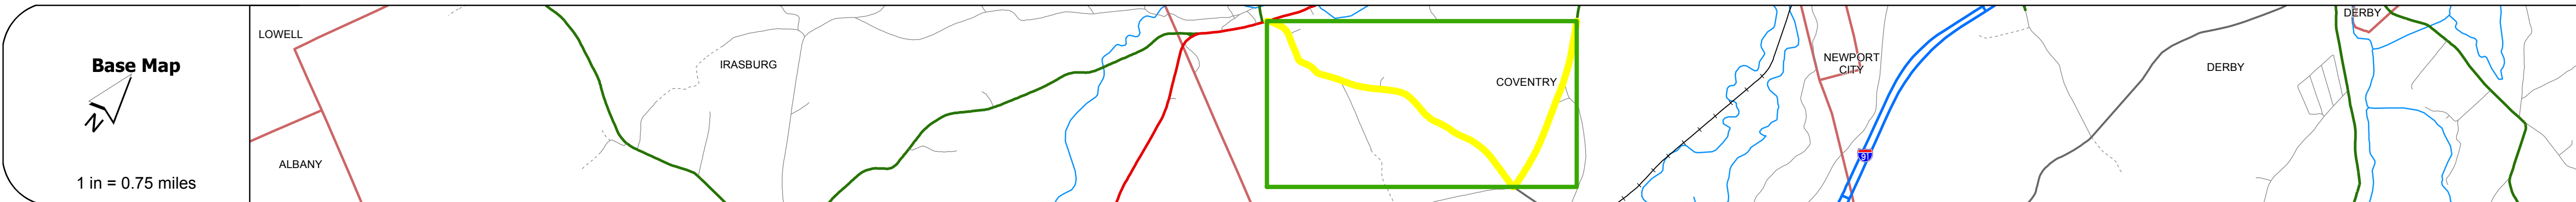 Base Map
N
1 in = 0.75 miles
LOWELL
ALBANY
IRASBURG
COVENTRY
NEWPORT
CITY
91
DERBY
DERBY